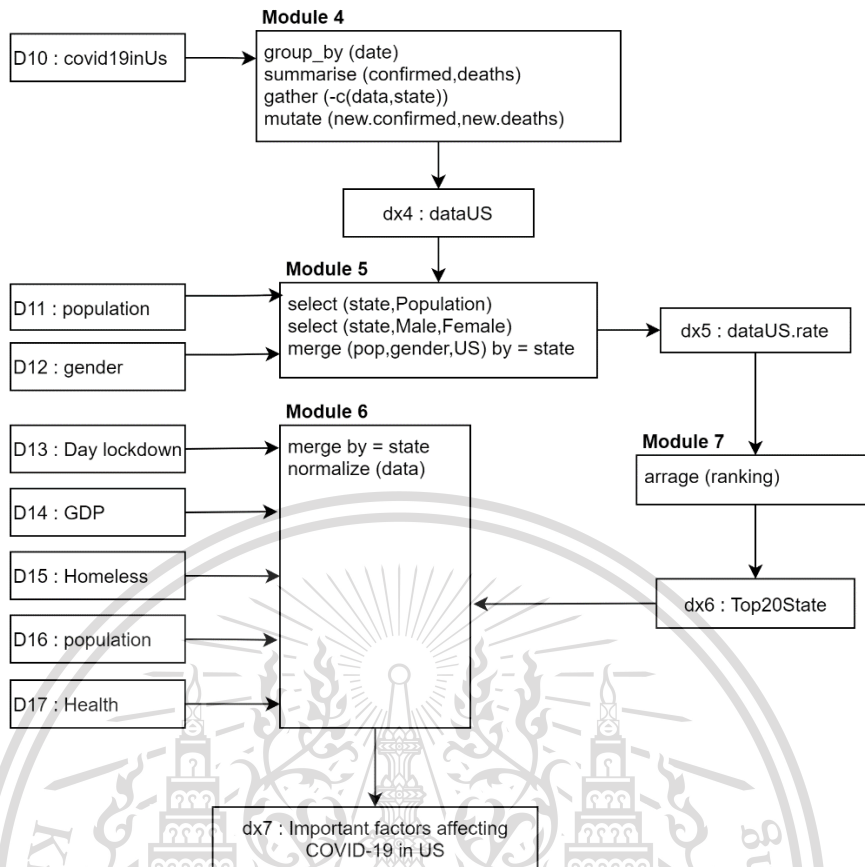 Module 4
D10 : covid19inUs
group_by (date)
summarise (confirmed,deaths)
gather (-c(data,state))
mutate (new.confirmed,new.deaths)
dx4 : dataUS
Module 5
D11 : population
D12 : gender
select (state,Population)
select (state,Male,Female)
merge (pop,gender,US) by = state
dx5 : dataUS.rate
Module 6
D13 : Day lockdown
D14 : GDP
D15 : Homeless
D16 : population
D17 : Health
merge by = state
normalize (data)
Module 7
arrage (ranking)
dx6 : Top20State
dx7 : Important factors affecting
COVID-19 in US